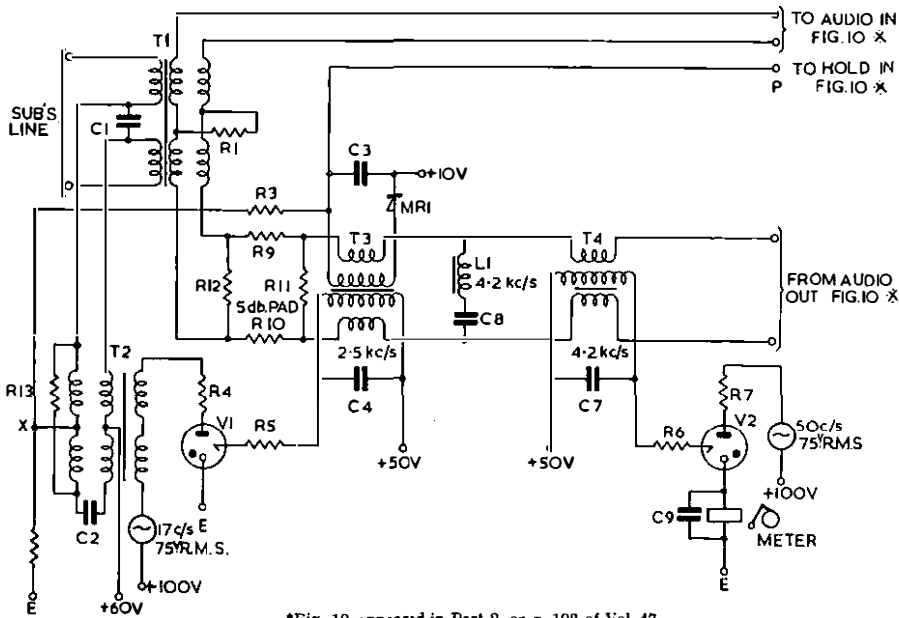 T1
TO AUDIO IN
FIG.10 *
TO HOLD IN
P FIG.10 *
SUB'S
LINE
C1
R1
C3
+10V
R3
MR1
T3
T4
R9
L1
4·2 kc/s
R12
R11
5db. PAD
R10
C8
FROM AUDIO
OUT FIG.10 *
2·5 kc/s
4·2 kc/s
T2
R13
R4
C4
C7
R7
V1
V2
X
R5
R6
50c/s
75V R.M.S
+50V
+50V
+100V
C2
E
17c/s
75V R.M.S.
C9
METER
E
+60V
+100V
E
*Fig. 10 appeared in Part 2, on p. 102 of Vol. 47